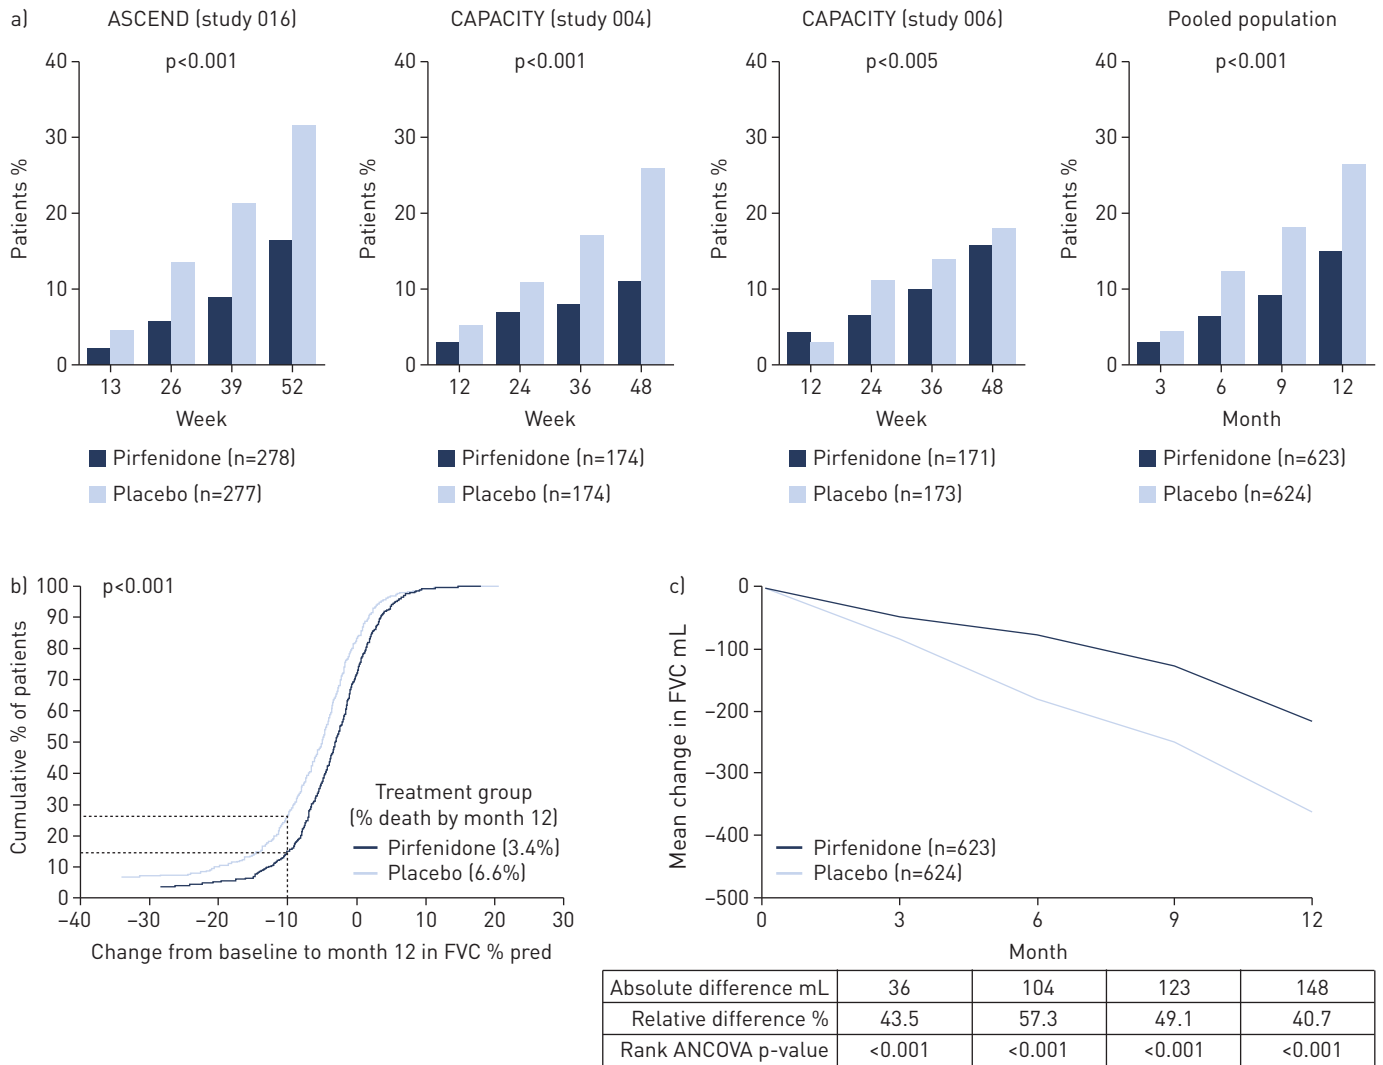 a)
ASCEND (study 016)
p<0.001
40
30
20
10
0
Patients %
13 26 39 52
Week
Pirfenidone (n=278)
Placebo (n=277)
CAPACITY (study 004)
p<0.001
40
30
20
10
0
Patients %
12 24 36 48
Week
Pirfenidone (n=174)
Placebo (n=174)
CAPACITY (study 006)
p<0.005
40
30
20
10
0
Patients %
12 24 36 48
Week
Pirfenidone (n=171)
Placebo (n=173)
Pooled population
p<0.001
40
30
20
10
0
Patients %
3 6 9 12
Month
Pirfenidone (n=623)
Placebo (n=624)
b)
p<0.001
100
90
80
70
60
50
40
30
20
10
0
Cumulative % of patients
Treatment group
(% death by month 12)
Pirfenidone (3.4%)
Placebo (6.6%)
−40 −30 −20 −10 0 10 20 30
Change from baseline to month 12 in FVC % pred
c)
0
−100
−200
−300
−400
−500
Mean change in FVC mL
Pirfenidone (n=623)
Placebo (n=624)
0 3 6 9 12
Month
Absolute difference mL 36 104 123 148
Relative difference % 43.5 57.3 49.1 40.7
Rank ANCOVA p-value <0.001 <0.001 <0.001 <0.001